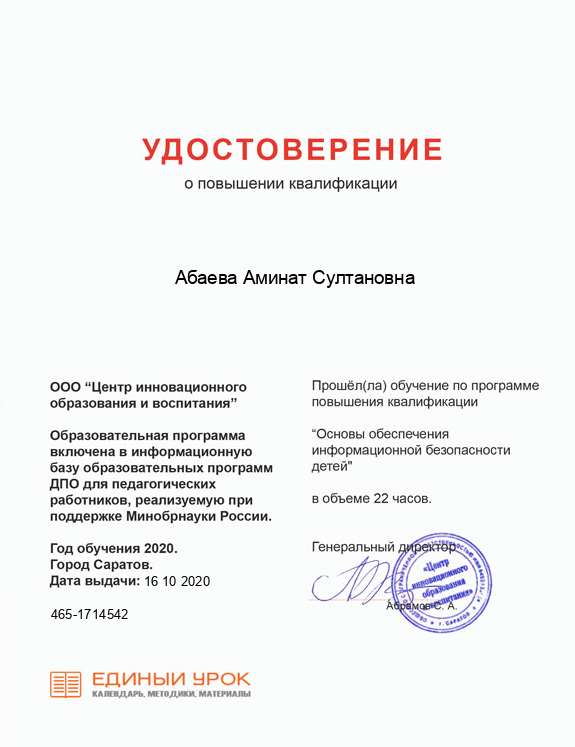 УДОСТОВЕРЕНИЕ
о повышении квалификации
Абаева Аминат Султановна
ООО “Центр инновационного
образования и воспитания”
Образовательная программа
включена в информационную
базу образовательных программ
ДПО для педагогических
работников, реализуемую при
поддержке Минобрнауки России.
Год обучения 2020.
Город Саратов.
Дата выдачи: 16 10 2020
465-1714542
Прошёл(ла) обучение по программе
повышения квалификации
“Основы обеспечения
информационной безопасности
детей"
в объеме 22 часов.
Генеральный директор
Абрамов С. А.
«Центр
инновационного
образования
и воспитания»
г. САРАТОВ
ЕДИНЫЙ УРОК
КАЛЕНДАРЬ, МЕТОДИКИ, МАТЕРИАЛЫ